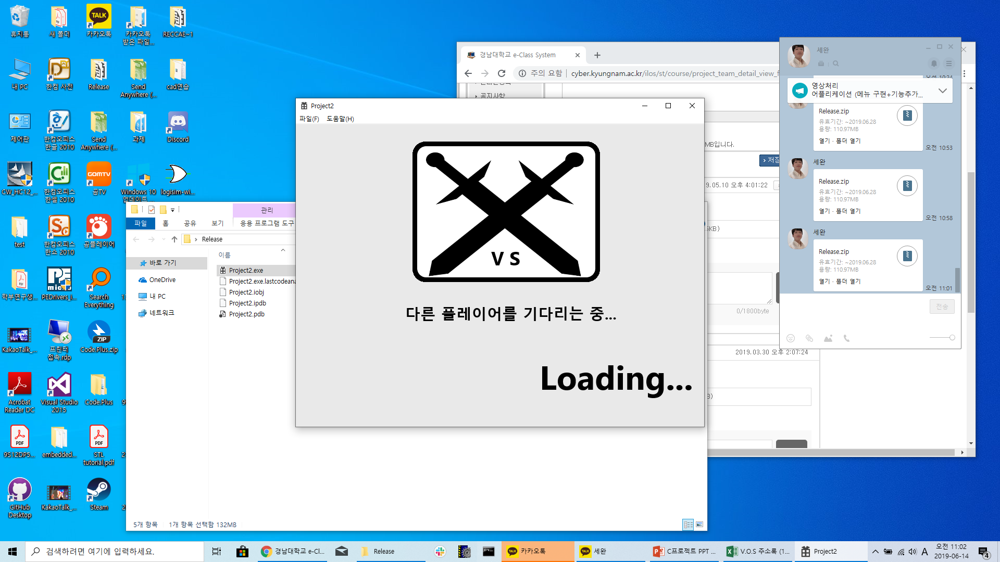 휴지통
새 폴더
카카오톡
카카오톡
받은 파일...
RECCAE~1
내 PC
한컴 사전
Release
Send
Anywhere (...
cad연습
제어판
한컴오피스
한글 2010
Send
Anywhere (...
과제
Discord
CW_HC12_...
한컴오피스
한셀 2010
GOMTV
곰TV
Windows 10
업데이트 ...
logisim-wi...
test
한컴오피스
한쇼 2010
곰플레이어
학부연구생...
PEDrivers_i...
Search
Everything
KakaoTalk_...
프린터
접속.rdp
ZIP
Code.Plus.zip
Acrobat
Reader DC
Visual Studio
2015
Code.Plus
PDF
9S12DP5...
embedded...
PDF
STL
tutorial.pdf
GitHub
Desktop
KakaoTalk_...
Steam
관리
파일
홈
공유
보기
응용 프로그램 도구
Release
이름
바로 가기
OneDrive
내 PC
네트워크
Project2.exe
Project2.exe.lastcodeana
Project2.iobj
Project2.ipdb
Project2.pdb
5개 항목
1개 항목 선택함 132MB
Project2
파일(F) 도움말(H)
VS
다른 플레이어를 기다리는 중...
Loading...
경남대학교 e-Class System
주의 요함
cyber.kyungnam.ac.kr/ilos/st/course/project_team_detail_view_f
공지사항
MB입니다.
저장
9.05.10 오후 4:01:22
KB)
0/1800byte
2019.03.30 오후 2:07:24
B)
세완
오전 10:24
영상처리
어플리케이션 (메뉴 구현+기능추가...
Release.zip
유효기간: ~2019.06.28
용량: 110.97MB
열기 · 폴더 열기
오전 10:53
세완
Release.zip
유효기간: ~2019.06.28
용량: 110.97MB
열기 · 폴더 열기
오전 10:58
세완
Release.zip
유효기간: ~2019.06.28
용량: 110.97MB
열기 · 폴더 열기
오전 11:01
전송
검색하려면 여기에 입력하세요.
경남대학교 e-Cl...
Release
카카오톡
세완
C프로젝트 PPT ...
V.O.S 주소록 (1...
Project2
A
오전 11:02
2019-06-14
4